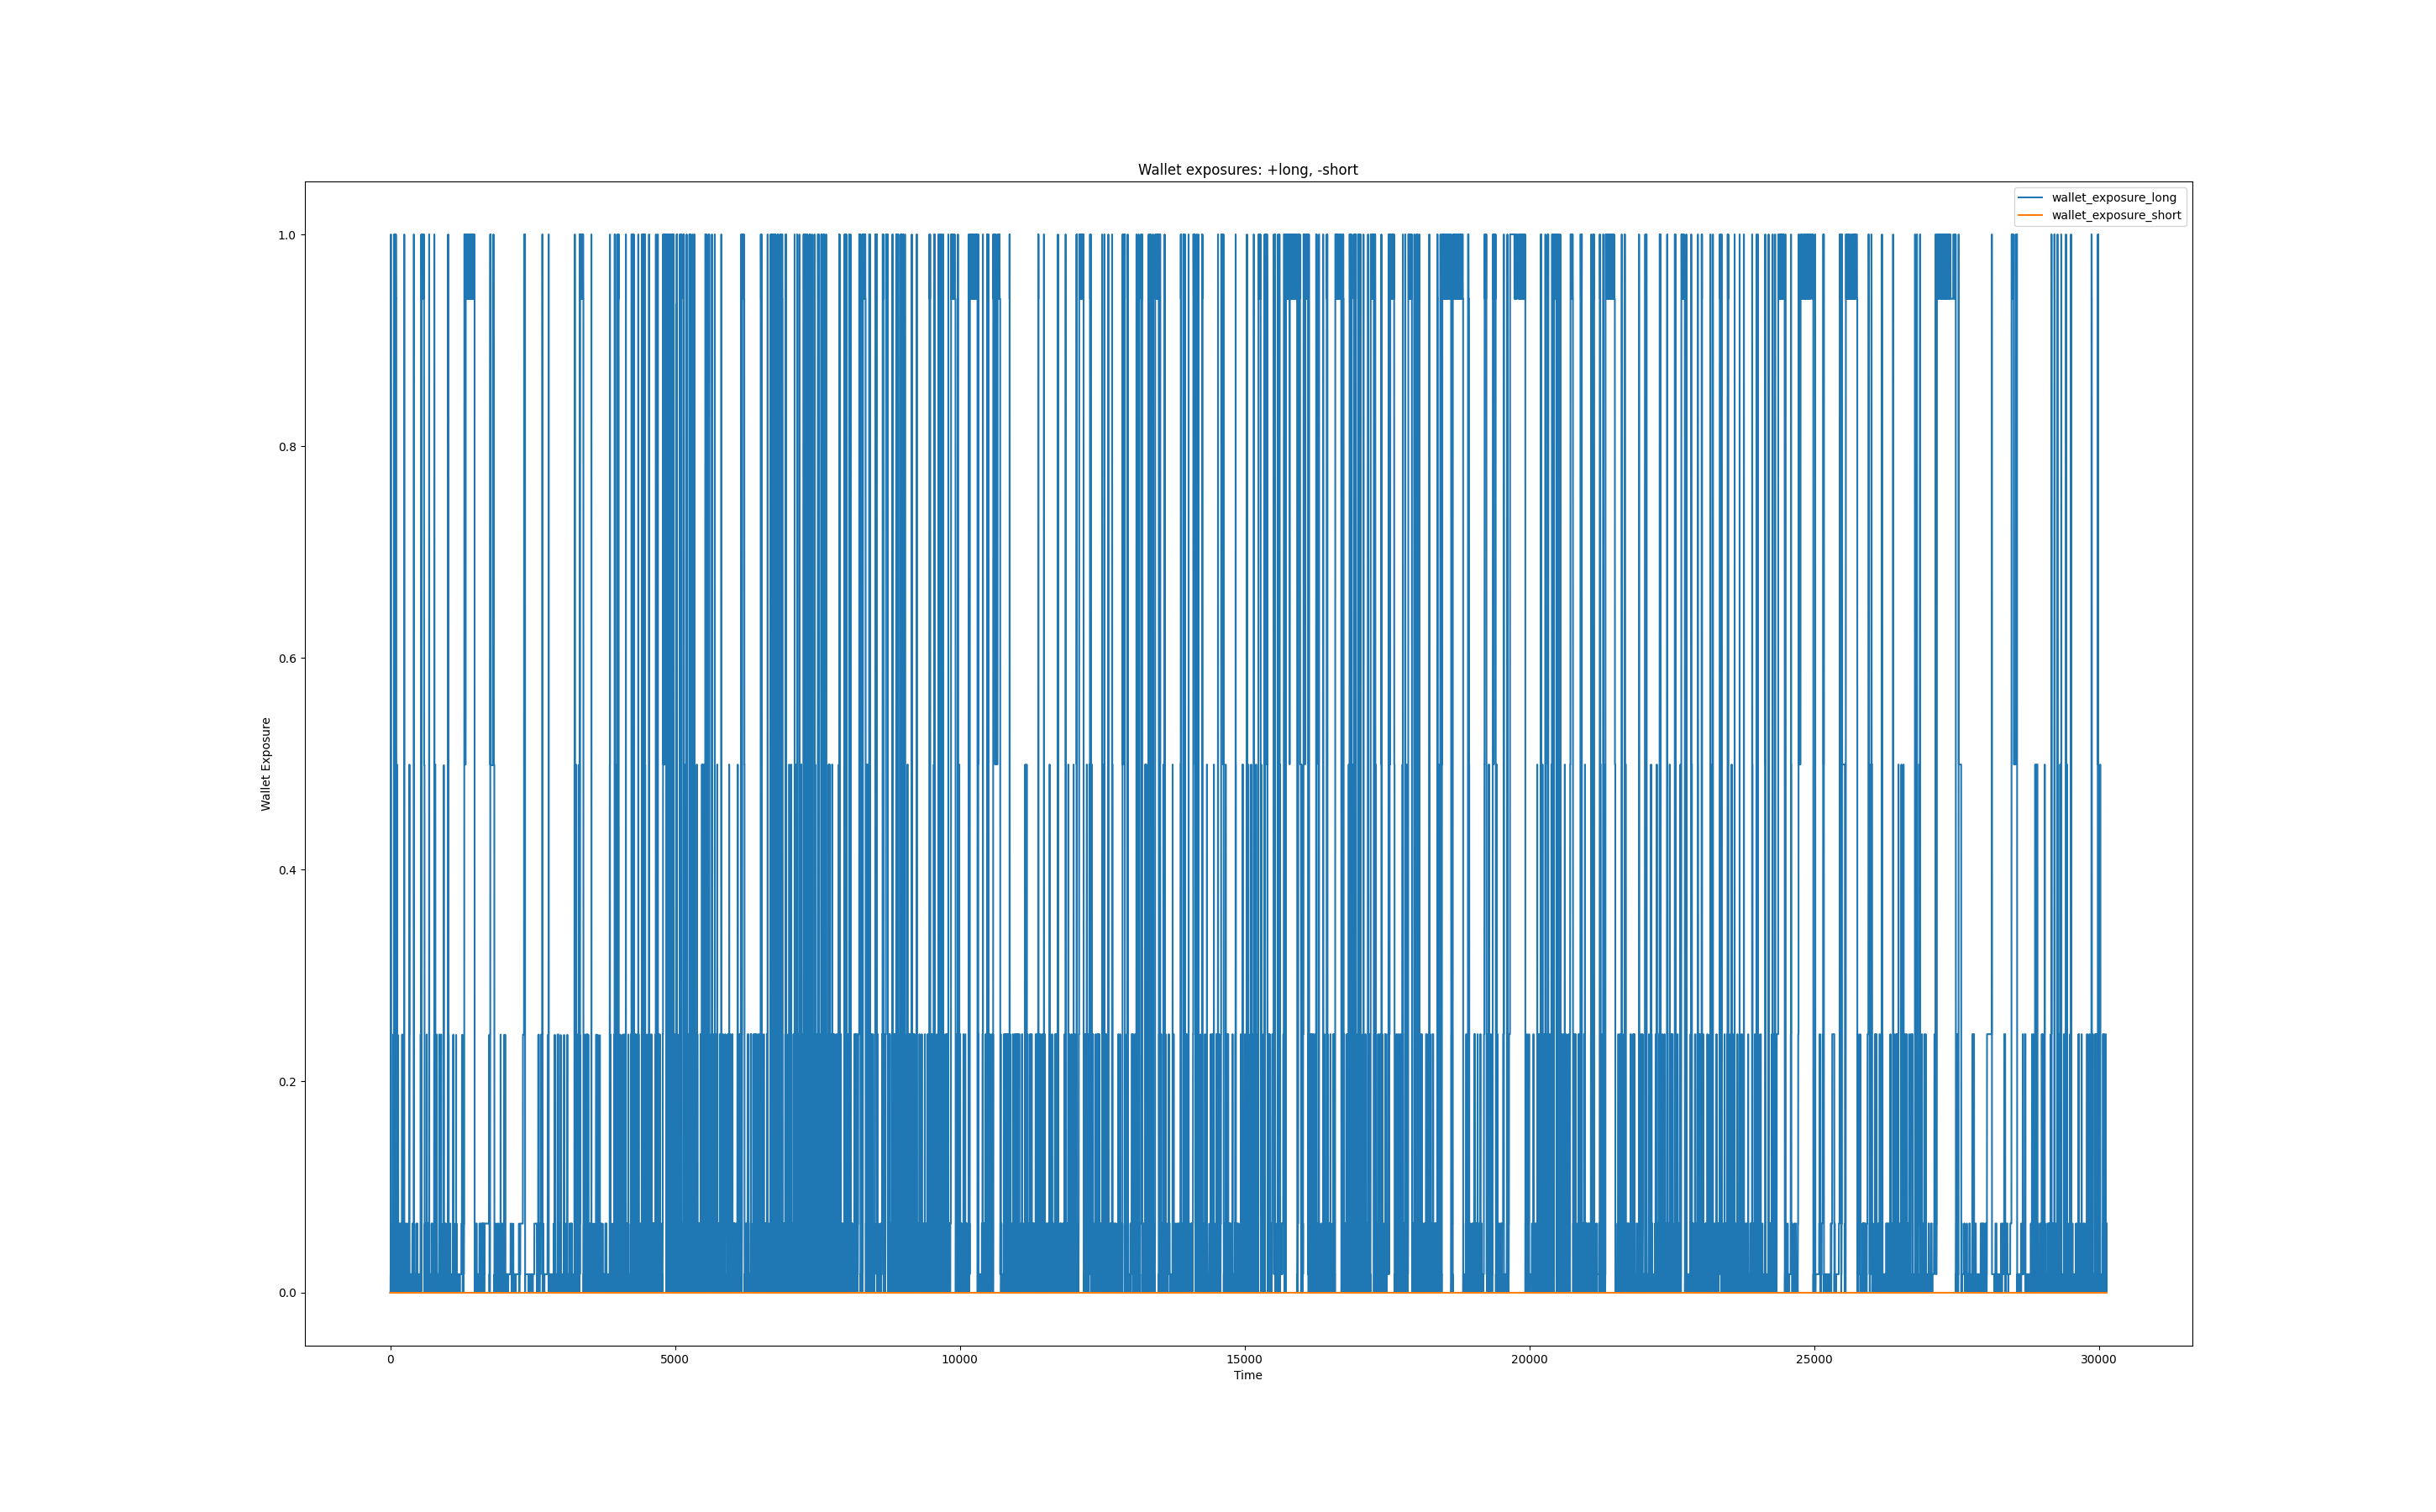 Wallet exposures: +long, -short
wallet_exposure_long
wallet_exposure_short
1.0
0.8
0.6
0.4
0.2
0.0
Wallet Exposure
0
5000
10000
15000
20000
25000
30000
Time